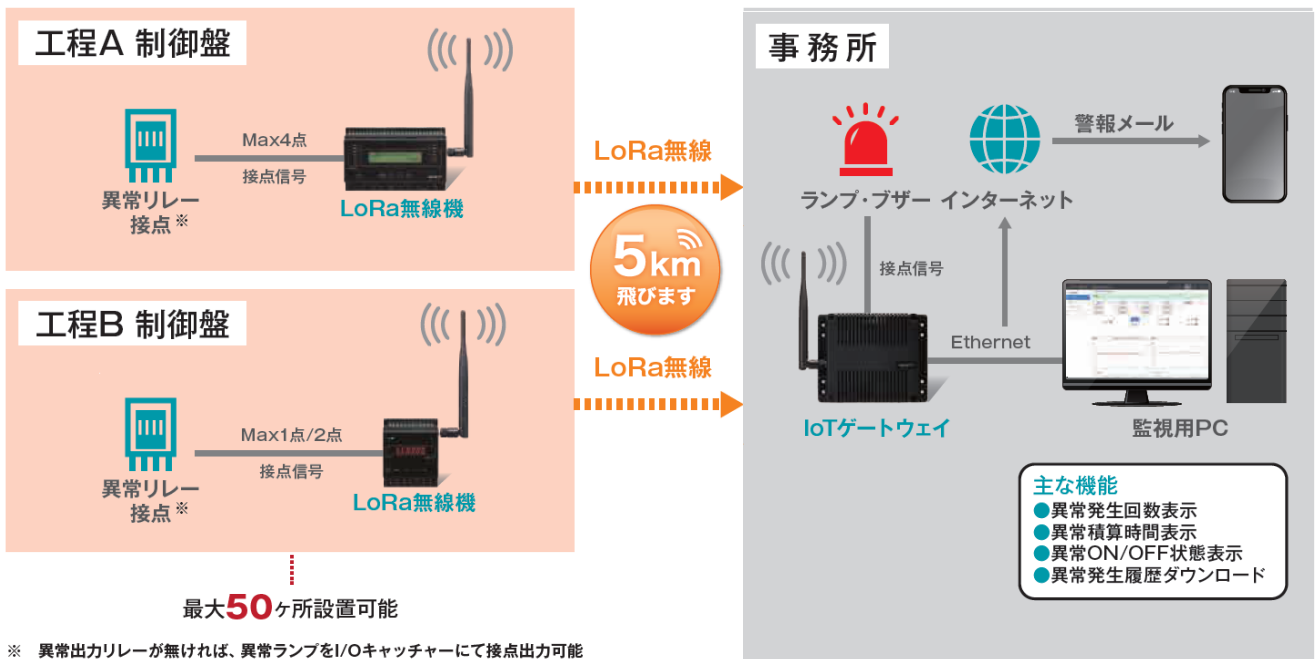 工程A 制御盤
Max4点
接点信号
異常リレー
接点※
LoRa無線機
工程B 制御盤
Max1点/2点
接点信号
異常リレー
接点※
LoRa無線機
最大50ヶ所設置可能
※ 異常出力リレーが無ければ、異常ランプをI/Oキャッチャーにて接点出力可能
LoRa無線
5km
飛びます
LoRa無線
事務所
警報メール
ランプ・ブザー
インターネット
接点信号
Ethernet
IoTゲートウェイ
監視用PC
主な機能
●異常発生回数表示
●異常積算時間表示
●異常ON/OFF状態表示
●異常発生履歴ダウンロード